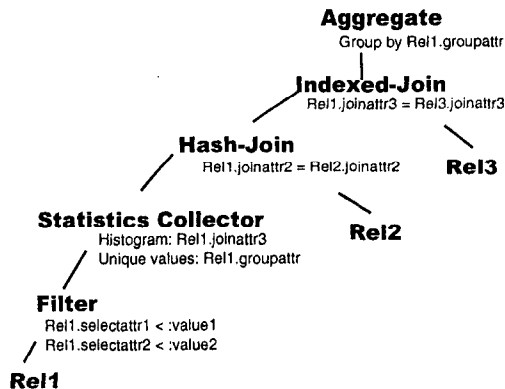 Aggregate
Group by Rel1.groupattr
Indexed-Join
Rel1.joinattr3 = Rel3.joinattr3
Hash-Join
Rel1.joinattr2 = Rel2.joinattr2
Rel3
Statistics Collector
Histogram: Rel1.joinattr3
Unique values: Rel1.groupattr
Rel2
Filter
Rel1.selectattr1 < :value1
Rel1.selectattr2 < :value2
Rel1